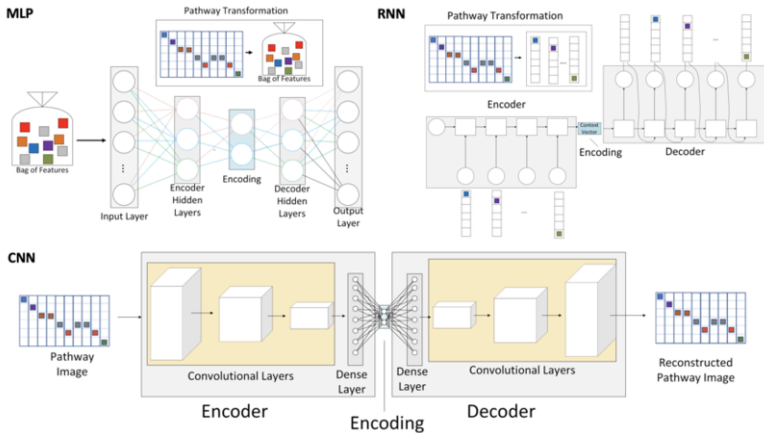 MLP
Pathway Transformation
Bag of Features
Bag of Features
Input Layer
Encoder
Hidden
Layers
Encoding
Decoder
Hidden
Layers
Output
Layer
RNN
Pathway Transformation
Encoder
Context
Vector
Encoding
Decoder
CNN
Pathway
Image
Convolutional Layers
Dense
Layer
Encoder
Encoding
Dense
Layer
Convolutional Layers
Decoder
Reconstructed
Pathway Image